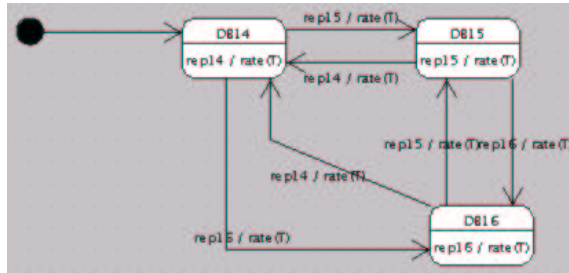 rep15 / rate(T)
DB14
DB15
rep14 / rate(T)
rep15 / rate(T)
rep14 / rate(T)
rep15 / rate(T)
rep16 / rate(T)
rep14 / rate(T)
DB16
rep16 / rate(T)
rep16 / rate(T)